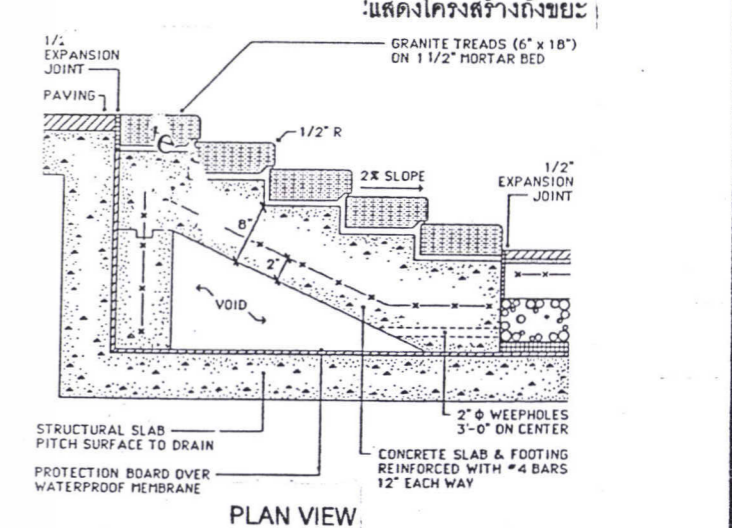 แสดงโครงสร้างถังขยะ
EXPANSION
JOINT
PAVING
GRANITE TREADS (6" x 18")
ON 1 1/2" MORTAR BED
1/2" R
2% SLOPE
1/2"
EXPANSION
JOINT
8"
2"
VOID
STRUCTURAL SLAB
PITCH SURFACE TO DRAIN
PROTECTION BOARD OVER
WATERPROOF MEMBRANE
2" Φ WEEPHOLES
3'-0" ON CENTER
CONCRETE SLAB & FOOTING
REINFORCED WITH #4 BARS
12" EACH WAY
PLAN VIEW